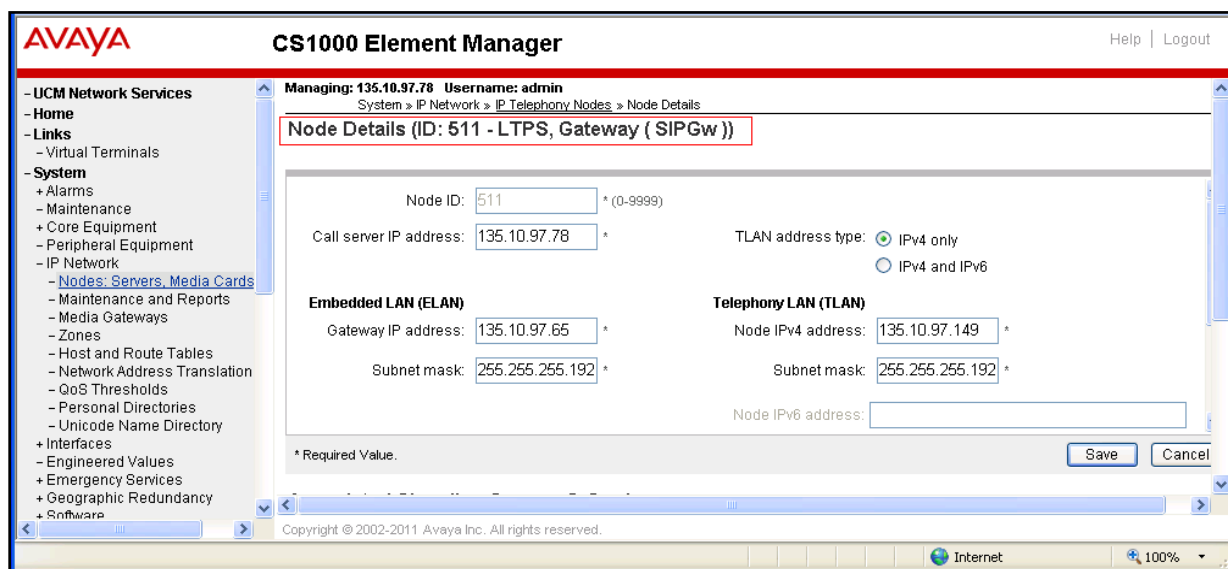 AVAYA
CS1000 Element Manager
Help | Logout
Managing: 135.10.97.78 Username: admin
System » IP Network » IP Telephony Nodes » Node Details
Node Details (ID: 511 - LTPS, Gateway ( SIPGw ))
– UCM Network Services
– Home
– Links
– Virtual Terminals
– System
+ Alarms
– Maintenance
+ Core Equipment
– Peripheral Equipment
– IP Network
– Nodes: Servers, Media Cards
– Maintenance and Reports
– Media Gateways
– Zones
– Host and Route Tables
– Network Address Translation
– QoS Thresholds
– Personal Directories
– Unicode Name Directory
+ Interfaces
– Engineered Values
+ Emergency Services
+ Geographic Redundancy
+ Software
Node ID: 511 * (0-9999)
Call server IP address: 135.10.97.78 *
TLAN address type: IPv4 only
IPv4 and IPv6
Embedded LAN (ELAN)
Gateway IP address: 135.10.97.65 *
Subnet mask: 255.255.255.192 *
Telephony LAN (TLAN)
Node IPv4 address: 135.10.97.149 *
Subnet mask: 255.255.255.192 *
Node IPv6 address:
* Required Value.
Save
Cancel
Copyright © 2002-2011 Avaya Inc. All rights reserved.
Internet
100%